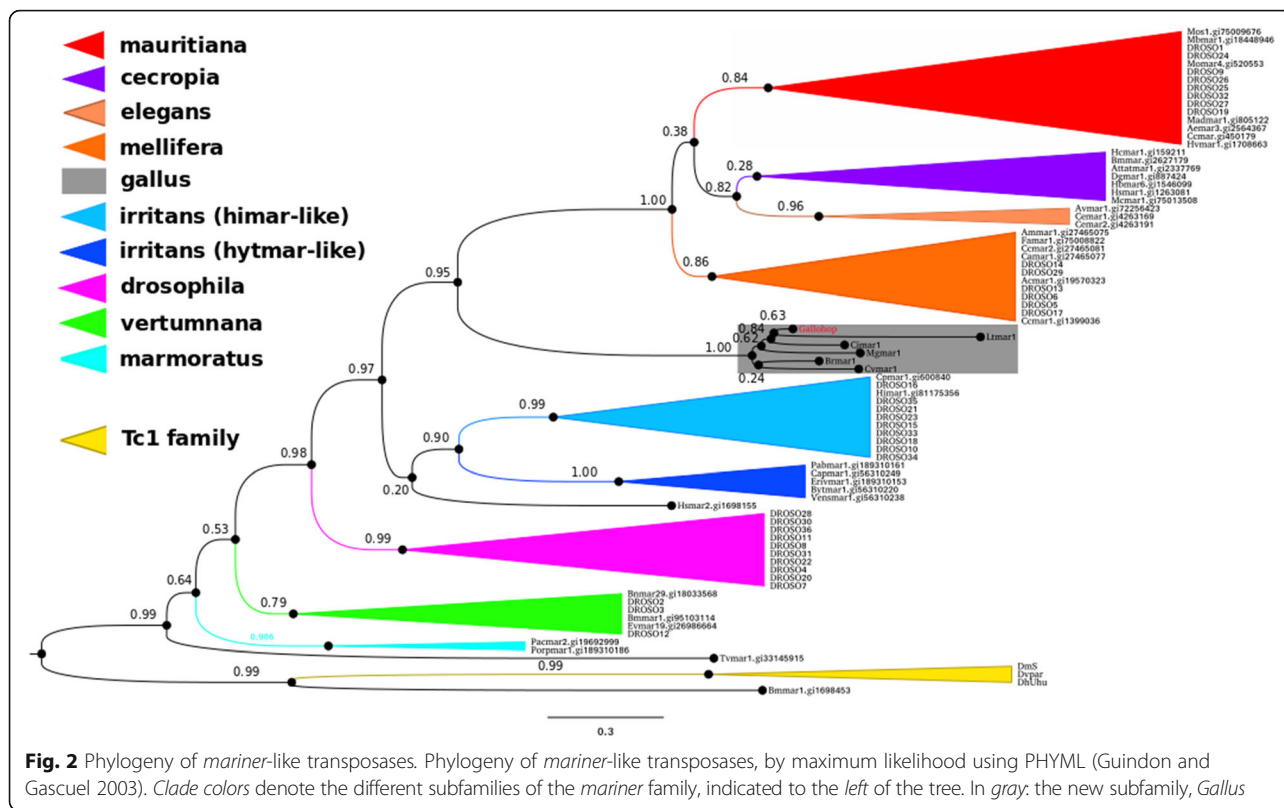 mauritiana
cecropia
elegans
mellifera
gallus
irritans (himar-like)
irritans (hytmar-like)
drosophila
vertumnana
marmoratus
Tc1 family
0.84
0.38
0.28
0.82
0.96
1.00
0.86
0.95
0.63
0.84
0.62
1.00
0.24
0.97
0.99
0.90
1.00
0.20
0.98
0.99
0.53
0.79
0.64
0.986
0.99
0.99
0.99
Mos1.gi75009676
Mbmar1.gi18448946
DROSO1
DROSO24
Momar4.gi520553
DROSO9
DROSO26
DROSO25
DROSO32
DROSO27
DROSO19
Madmar1.gi805122
Aemar3.gi2564367
Ccmar.gi450179
Hvmar1.gi1708663
Hcmar1.gi159211
Bmmar.gi2627179
Attatmar1.gi2337769
Dgmar1.gi887424
Hbmar6.gi1546099
Hsmar1.gi1263081
Mcmar1.gi75013508
Avmar1.gi72256423
Cemar1.gi4263169
Cemar2.gi4263191
Ammar1.gi27465075
Famar1.gi75008822
Ccmar2.gi27465081
Camar1.gi27465077
DROSO14
DROSO29
Acmar1.gi19570323
DROSO13
DROSO6
DROSO5
DROSO17
Ccmar1.gi1399036
Gallohop
Ltmar1
Cimar1
Mgmar1
Brmar1
Cvmar1
Cpmar1.gi600840
DROSO16
Himar1.gi81175356
DROSO35
DROSO21
DROSO23
DROSO15
DROSO33
DROSO18
DROSO10
DROSO34
Pabmar1.gi189310161
Capmar1.gi56310249
Erivmar1.gi189310153
Bytmar1.gi56310220
Vensmar1.gi56310238
Hsmar2.gi1698155
DROSO28
DROSO30
DROSO36
DROSO11
DROSO8
DROSO31
DROSO22
DROSO4
DROSO20
DROSO7
Bnmar29.gi18033568
DROSO2
DROSO3
Bmmar1.gi95103114
Evmar19.gi26986664
DROSO12
Pacmar2.gi19692999
Porpmar1.gi189310186
Tvmar1.gi33145915
DmS
Dvpar
DhUhu
Bmmar1.gi1698453
0.3
Fig. 2 Phylogeny of mariner-like transposases. Phylogeny of mariner-like transposases, by maximum likelihood using PHYML (Guindon and
Gascuel 2003). Clade colors denote the different subfamilies of the mariner family, indicated to the left of the tree. In gray: the new subfamily, Gallus